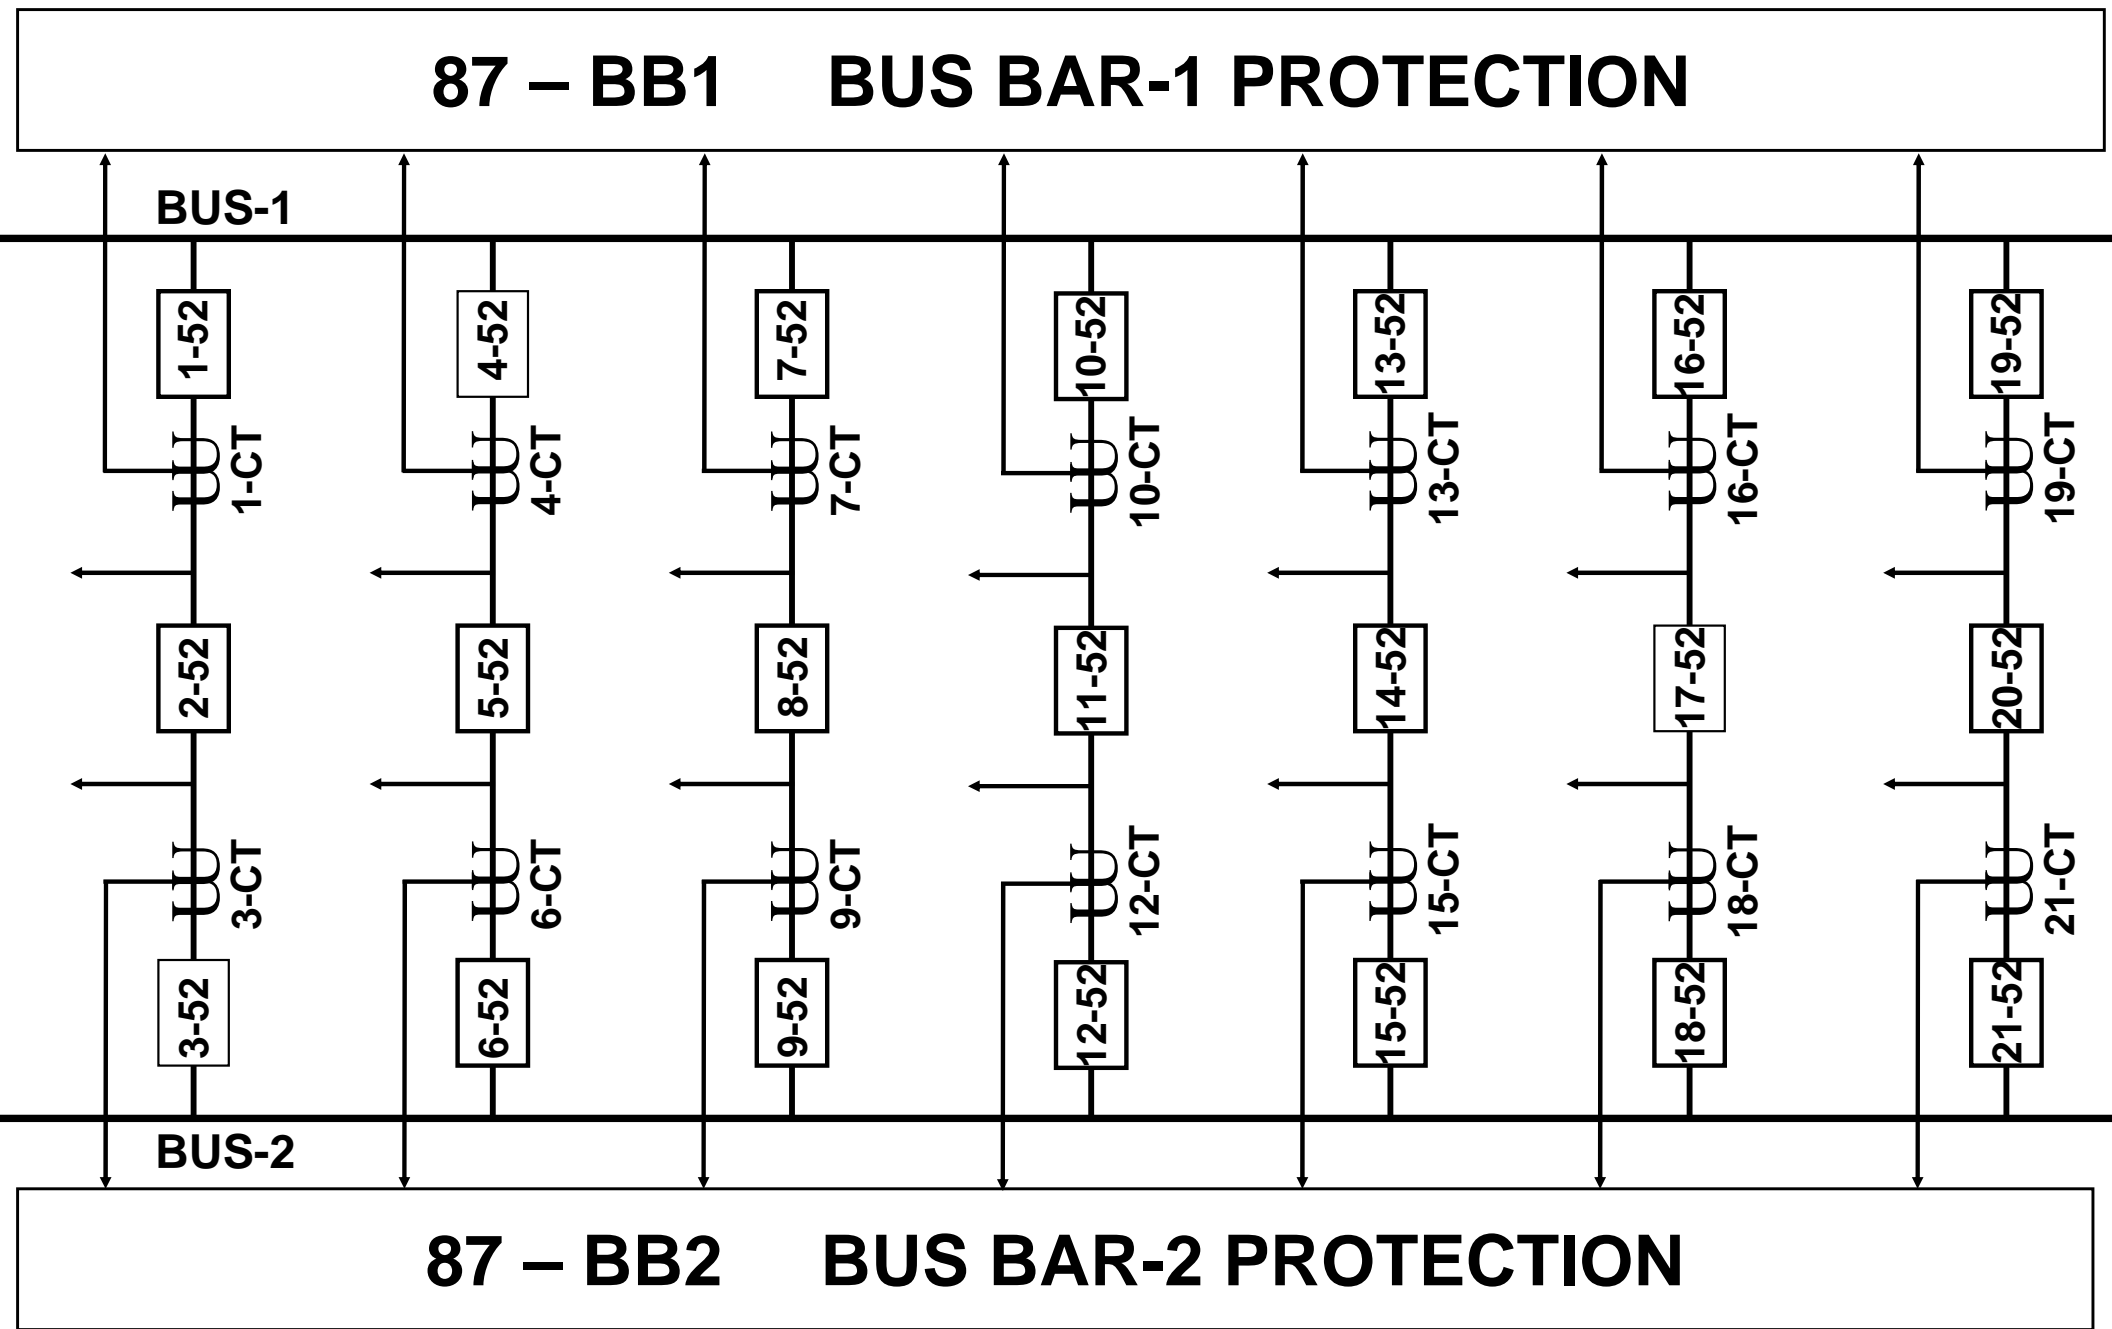 87 – BB1 BUS BAR-1 PROTECTION
BUS-1
1-52
4-52
7-52
10-52
13-52
16-52
19-52
1-CT
4-CT
7-CT
10-CT
13-CT
16-CT
19-CT
2-52
5-52
8-52
11-52
14-52
17-52
20-52
3-CT
6-CT
9-CT
12-CT
15-CT
18-CT
21-CT
3-52
6-52
9-52
12-52
15-52
18-52
21-52
BUS-2
87 – BB2 BUS BAR-2 PROTECTION